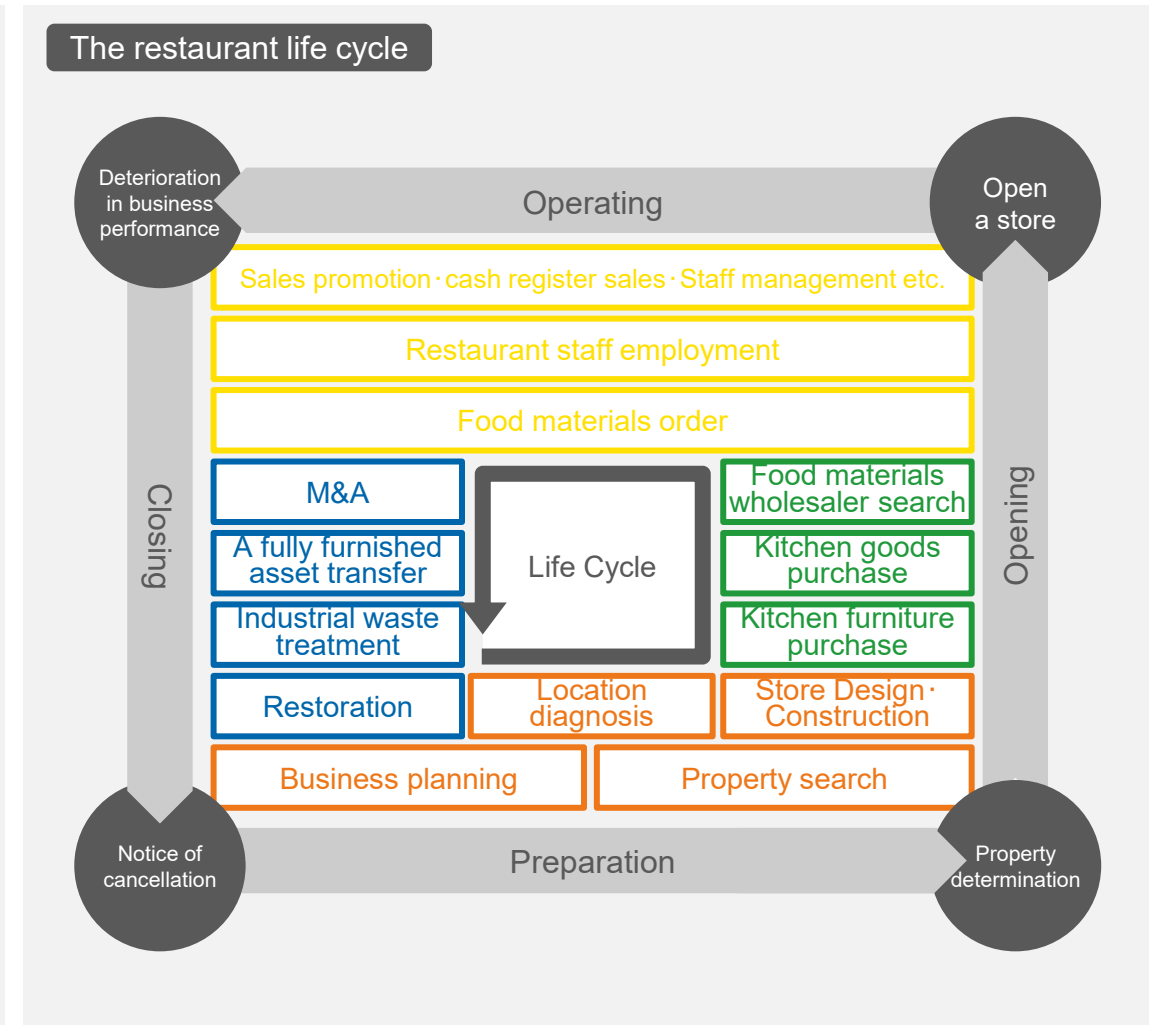 The restaurant life cycle
Deterioration
in business
performance
Operating
Open
a store
Sales promotion・cash register sales・Staff management etc.
Restaurant staff employment
Food materials order
Closing
M&A
A fully furnished
asset transfer
Industrial waste
treatment
Restoration
Life Cycle
Food materials
wholesaler search
Kitchen goods
purchase
Kitchen furniture
purchase
Opening
Location
diagnosis
Store Design・
Construction
Business planning
Property search
Notice of
cancellation
Preparation
Property
determination